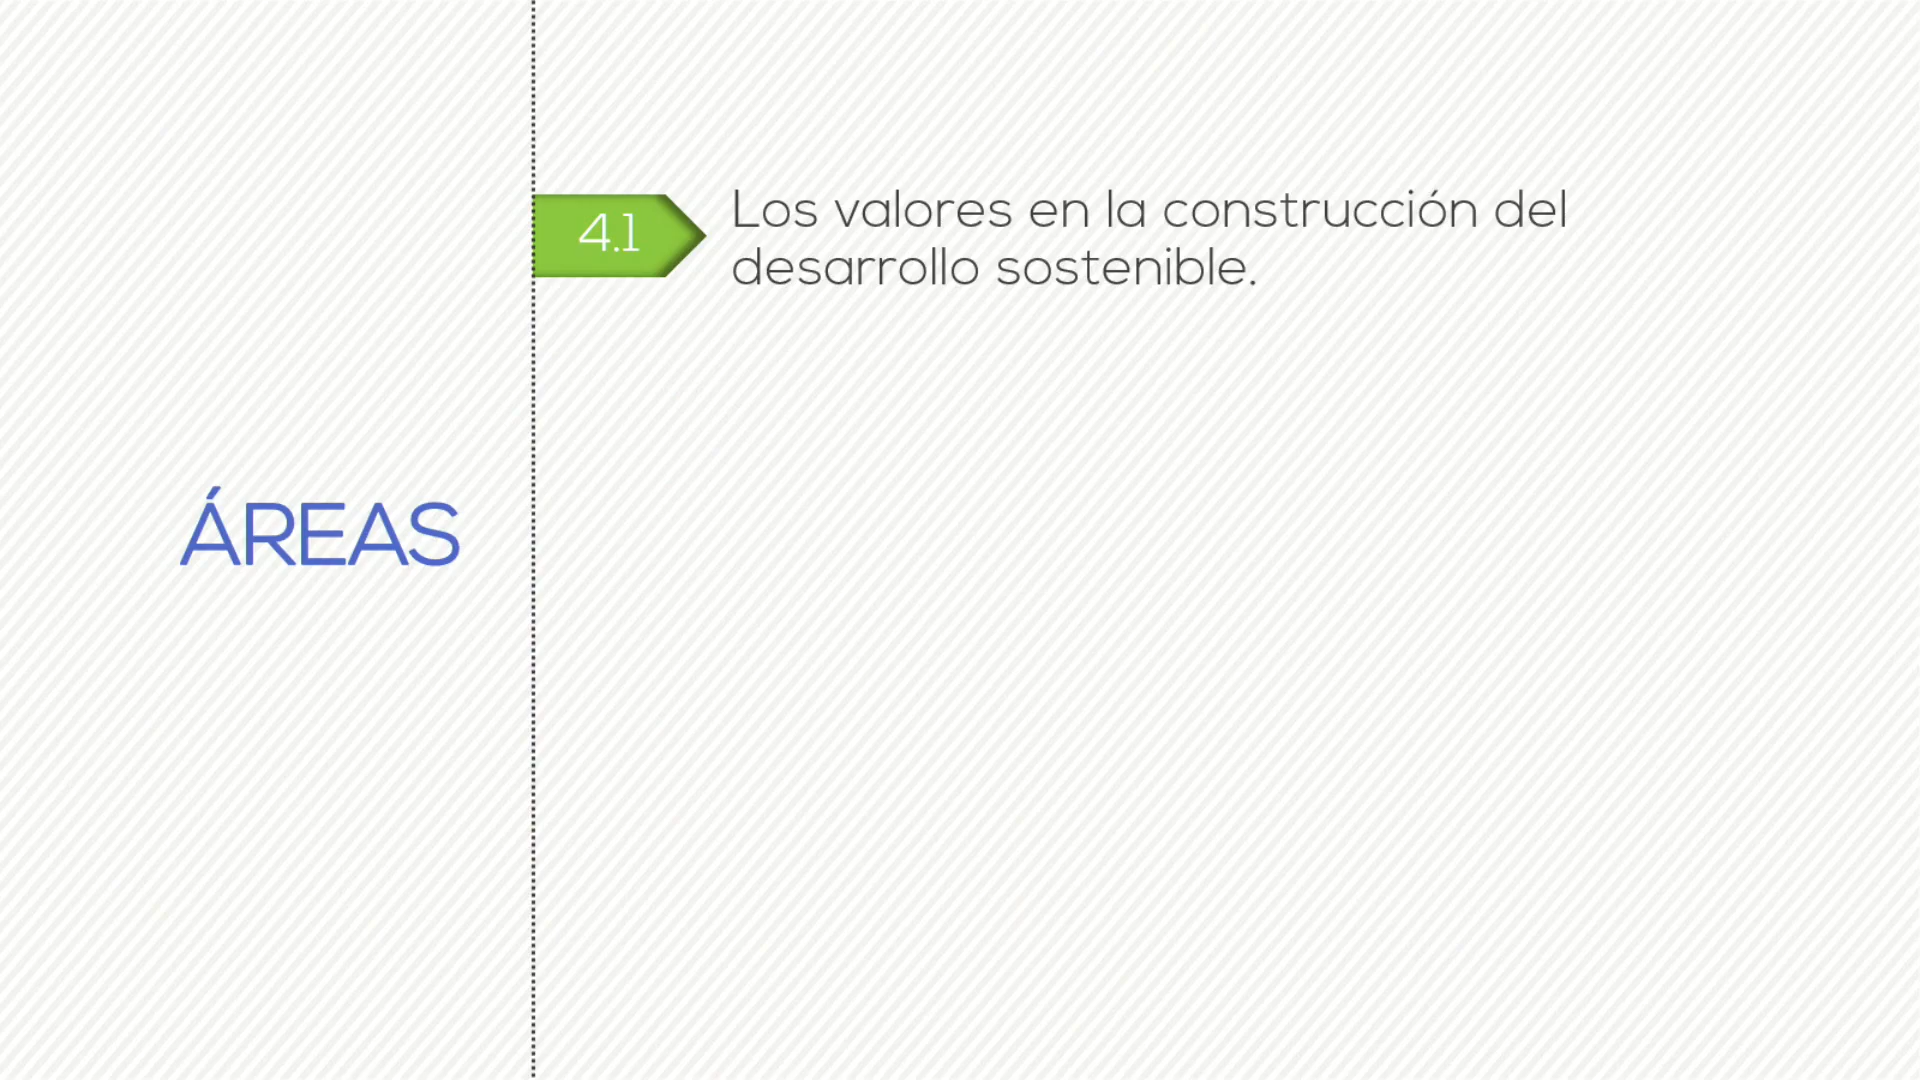 ÁREAS
4.1
Los valores en la construcción del
desarrollo sostenible.